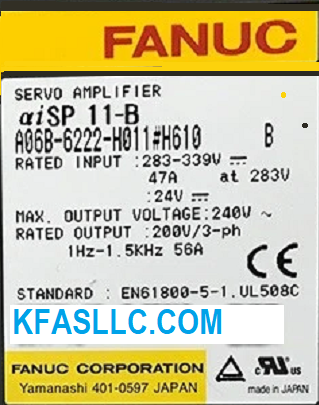 FANUC
SERVO AMPLIFIER
αiSP 11-B
A06B-6222-H011#H610 B
RATED INPUT : 283-339V ⎓
47A at 283V
:24V ⎓
MAX. OUTPUT VOLTAGE:240V ~
RATED OUTPUT :200V/3-ph
1Hz-1.5KHz 56A
CE
STANDARD : EN61800-5-1.UL508C
KFASLLC.COM
FANUC CORPORATION
Yamanashi 401-0597 JAPAN
c UL US
made in JAPAN